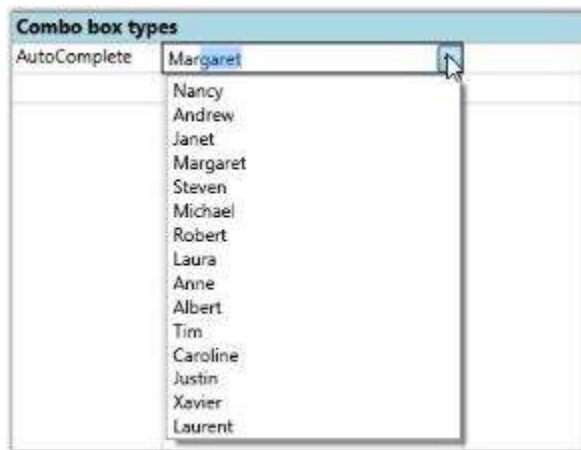 Combo box types
AutoComplete Margaret
Nancy
Andrew
Janet
Margaret
Steven
Michael
Robert
Laura
Anne
Albert
Tim
Caroline
Justin
Xavier
Laurent